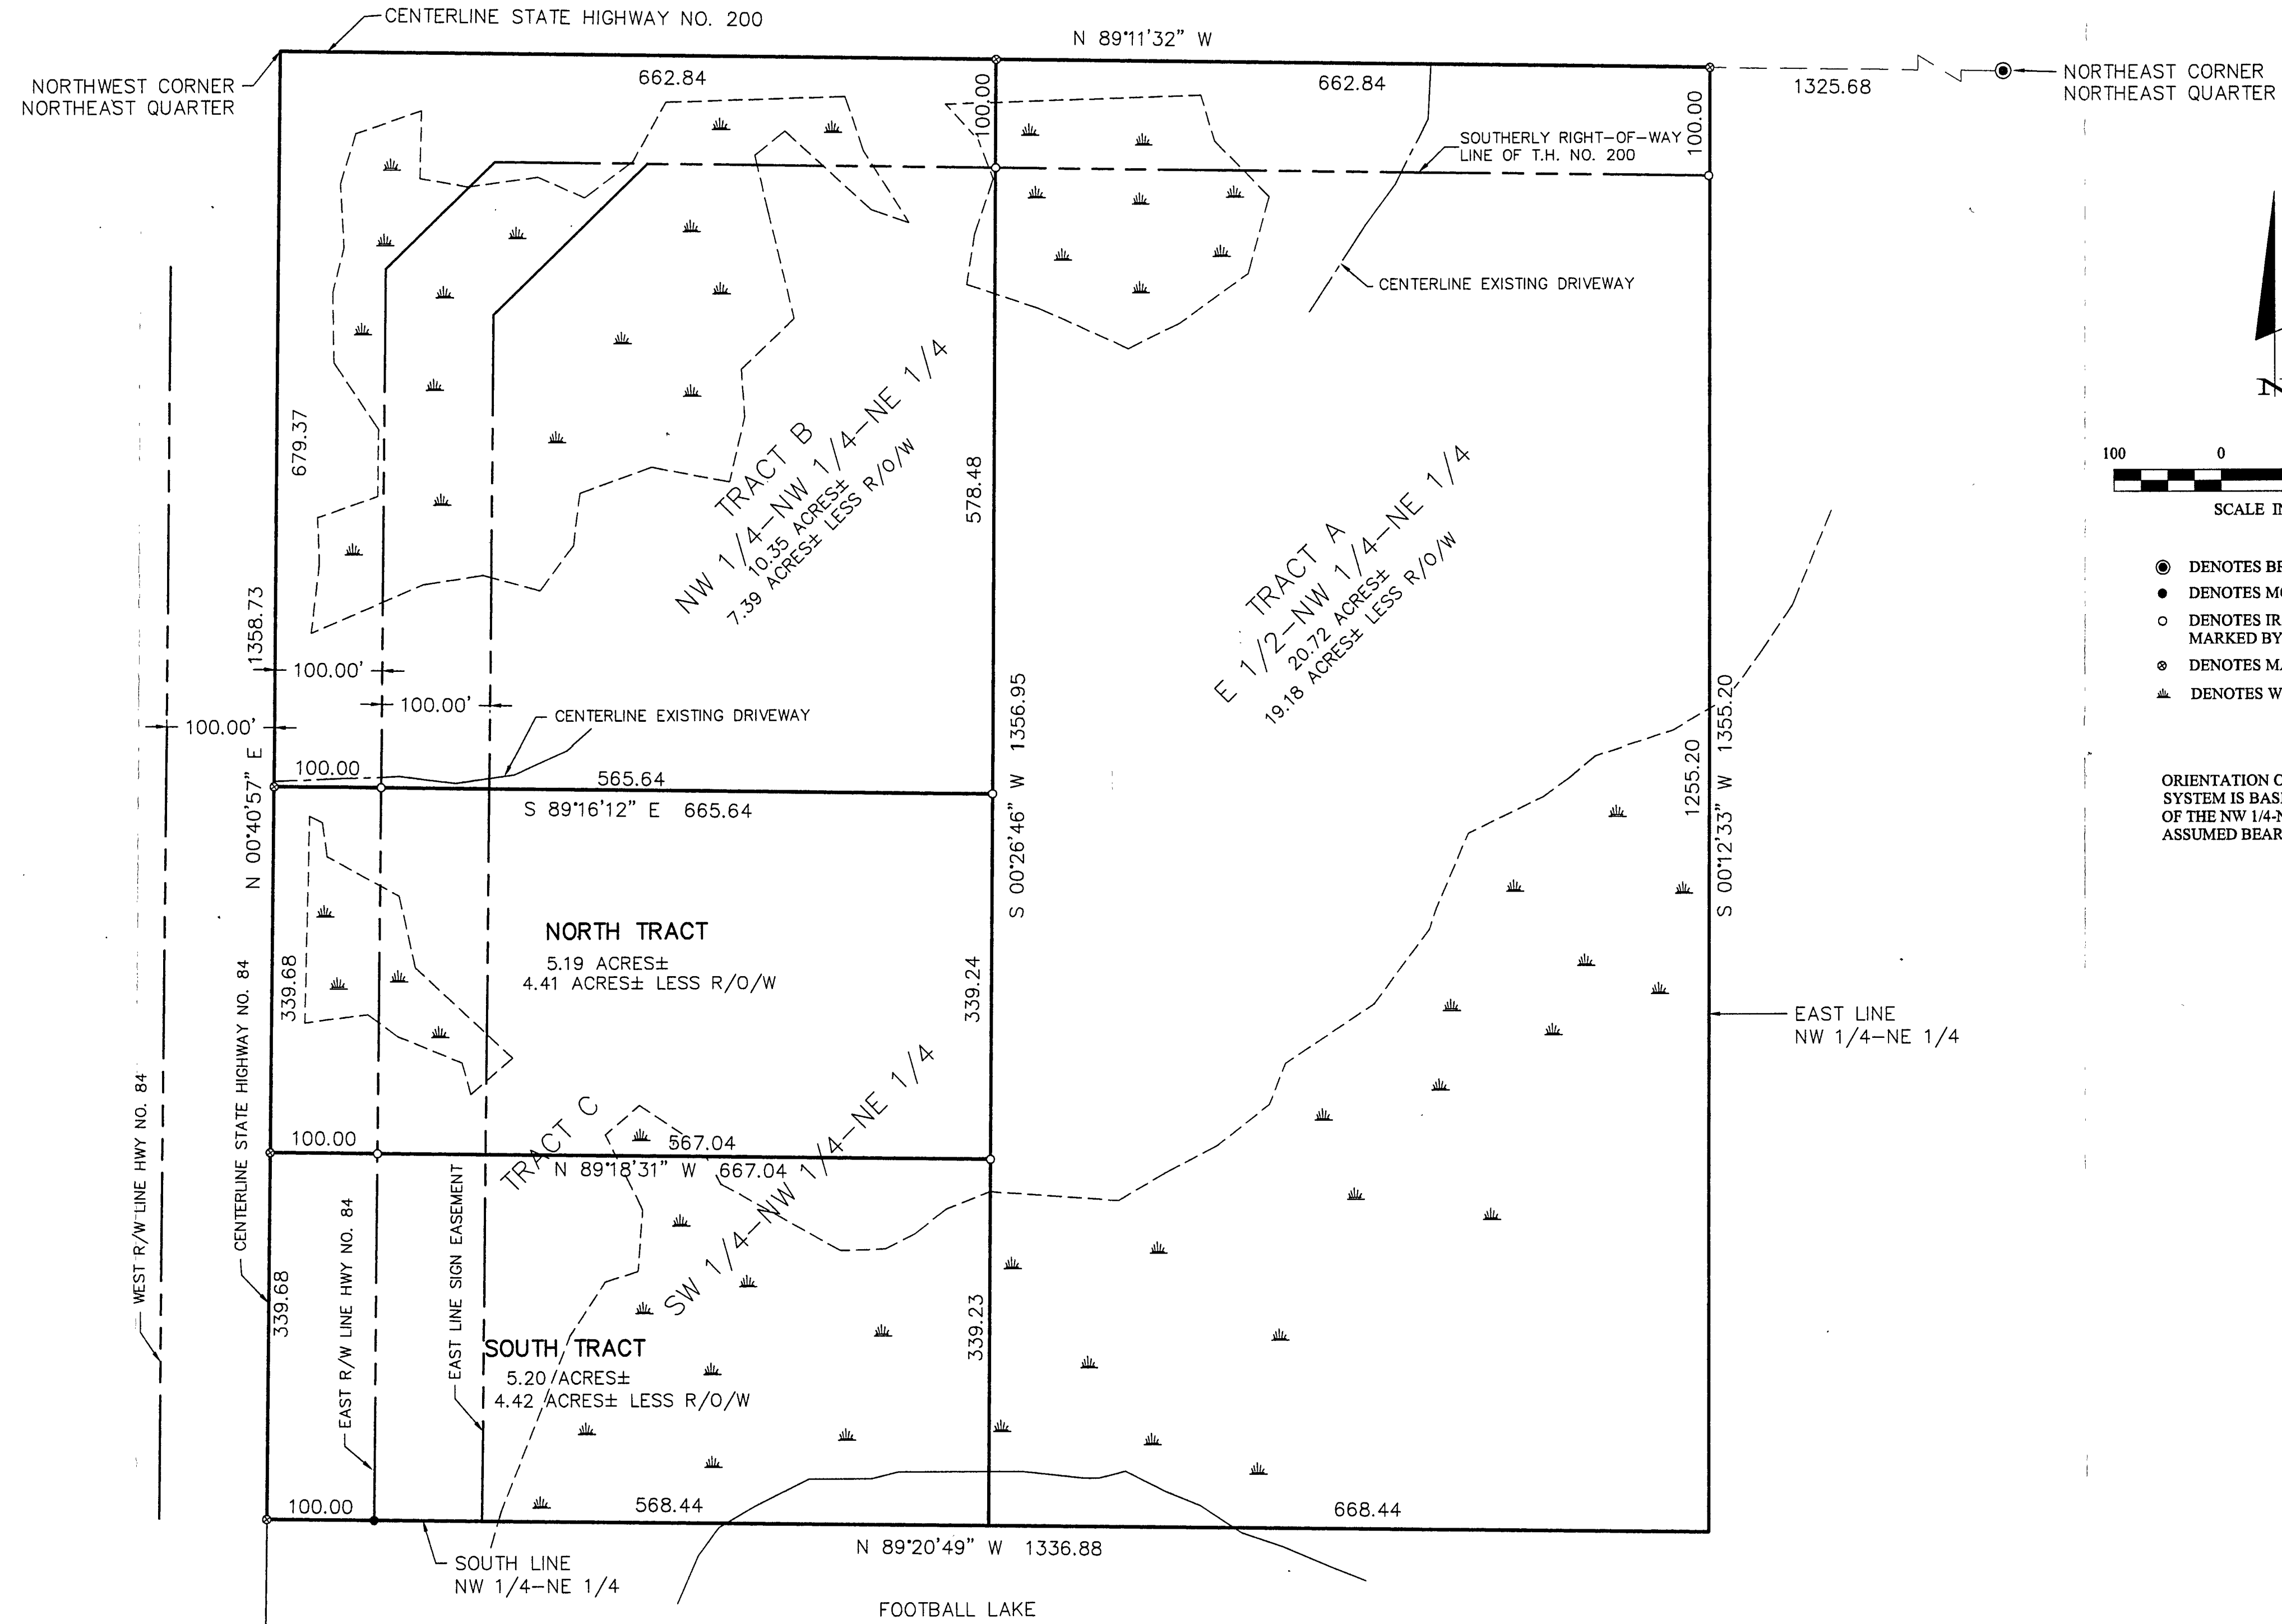 CENTERLINE STATE HIGHWAY NO. 200
N 89°11'32" W
NORTHWEST CORNER
NORTHEAST QUARTER
662.84
662.84
1325.68
NORTHEAST CORNER
NORTHEAST QUARTER
100.00
100.00
SOUTHERLY RIGHT-OF-WAY
LINE OF T.H. NO. 200
CENTERLINE EXISTING DRIVEWAY
679.37
1358.73
N 00°40'57" E
TRACT B
NW 1/4-NW 1/4-NE 1/4
10.35 ACRES±
7.39 ACRES± LESS R/O/W
578.48
TRACT A
E 1/2-NW 1/4-NE 1/4
20.72 ACRES±
19.18 ACRES± LESS R/O/W
100
0
DENOTES
DENOTES
DENOTES
MARKED BY
DENOTES
DENOTES
100.00'
100.00'
100.00'
CENTERLINE EXISTING DRIVEWAY
100.00
565.64
S 89°16'12" E 665.64
S 00°26'46" W 1356.95
1255.20
S 00°12'33" W 1355.20
ORIENTATION
SYSTEM IS
OF THE NW
ASSUMED
NORTH TRACT
5.19 ACRES±
4.41 ACRES± LESS R/O/W
339.68
339.24
EAST LINE
NW 1/4-NE 1/4
WEST R/W LINE HWY NO. 84
CENTERLINE STATE HIGHWAY NO. 84
TRACT C
SW 1/4-NW 1/4-NE 1/4
100.00
567.04
N 89°18'31" W 667.04
EAST R/W LINE HWY NO. 84
EAST LINE SIGN EASEMENT
339.68
339.23
SOUTH TRACT
5.20 ACRES±
4.42 ACRES± LESS R/O/W
100.00
568.44
668.44
SOUTH LINE
NW 1/4-NE 1/4
N 89°20'49" W 1336.88
FOOTBALL LAKE
SCALE